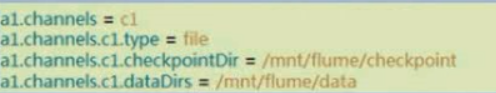 a1.channels = c1
a1.channels.c1.type = file
a1.channels.c1.checkpointDir = /mnt/flume/checkpoint
a1.channels.c1.dataDirs = /mnt/flume/data